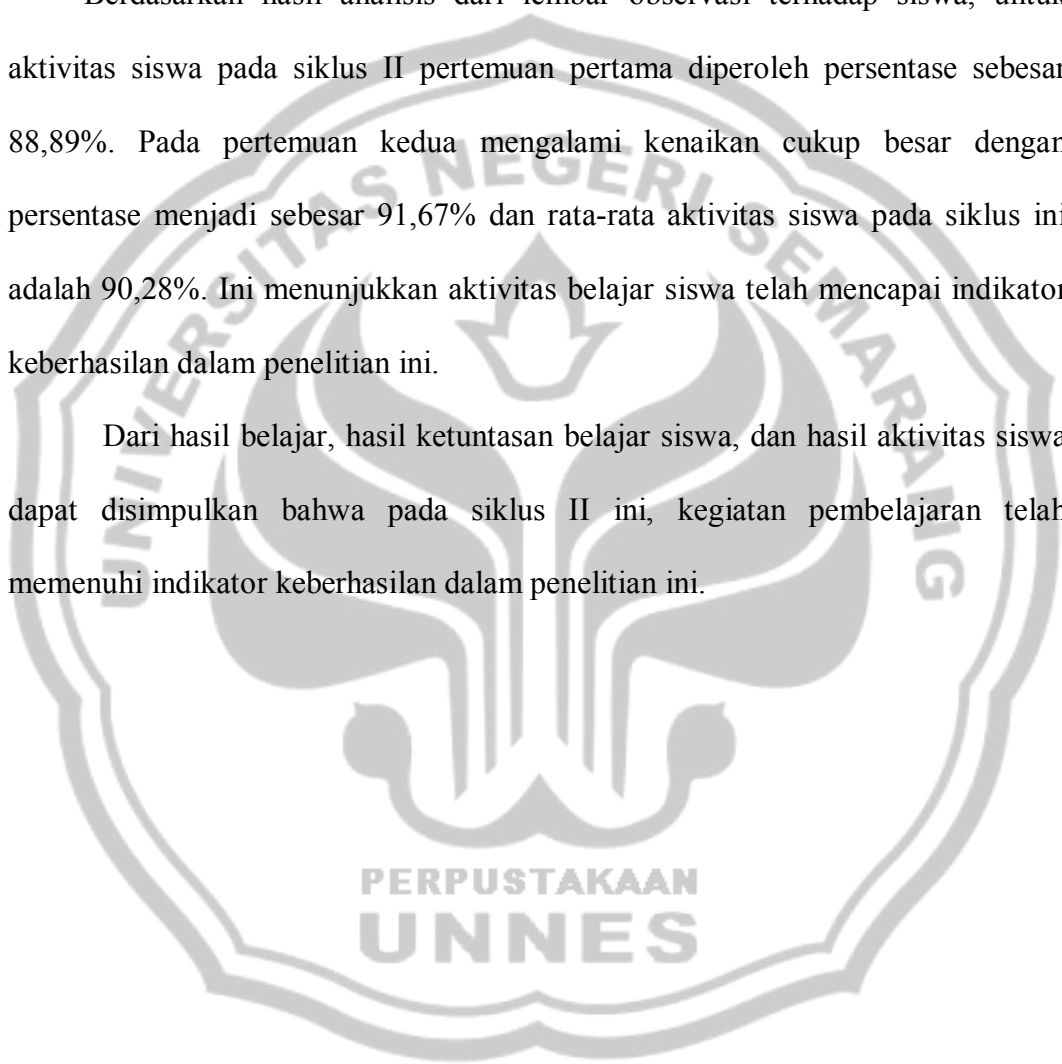 Berdasarkan hasil analisis dari lembar observasi terhadap siswa, untuk
aktivitas siswa pada siklus II pertemuan pertama diperoleh persentase sebesar
88,89%. Pada pertemuan kedua mengalami kenaikan cukup besar dengan
persentase menjadi sebesar 91,67% dan rata-rata aktivitas siswa pada siklus ini
adalah 90,28%. Ini menunjukkan aktivitas belajar siswa telah mencapai indikator
keberhasilan dalam penelitian ini.
Dari hasil belajar, hasil ketuntasan belajar siswa, dan hasil aktivitas siswa
dapat disimpulkan bahwa pada siklus II ini, kegiatan pembelajaran telah
memenuhi indikator keberhasilan dalam penelitian ini.
UNIVERSITAS NEGERI SEMARANG
PERPUSTAKAAN
UNNES